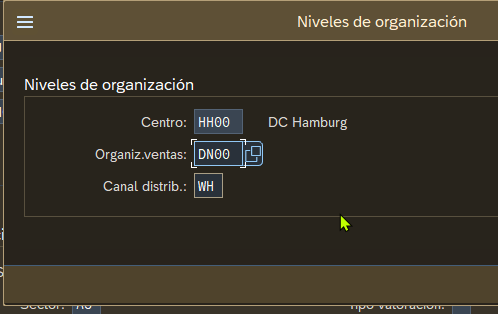 Niveles de organización
Niveles de organización
Centro: HH00 DC Hamburg
Organiz.ventas: DN00
Canal distrib.: WH